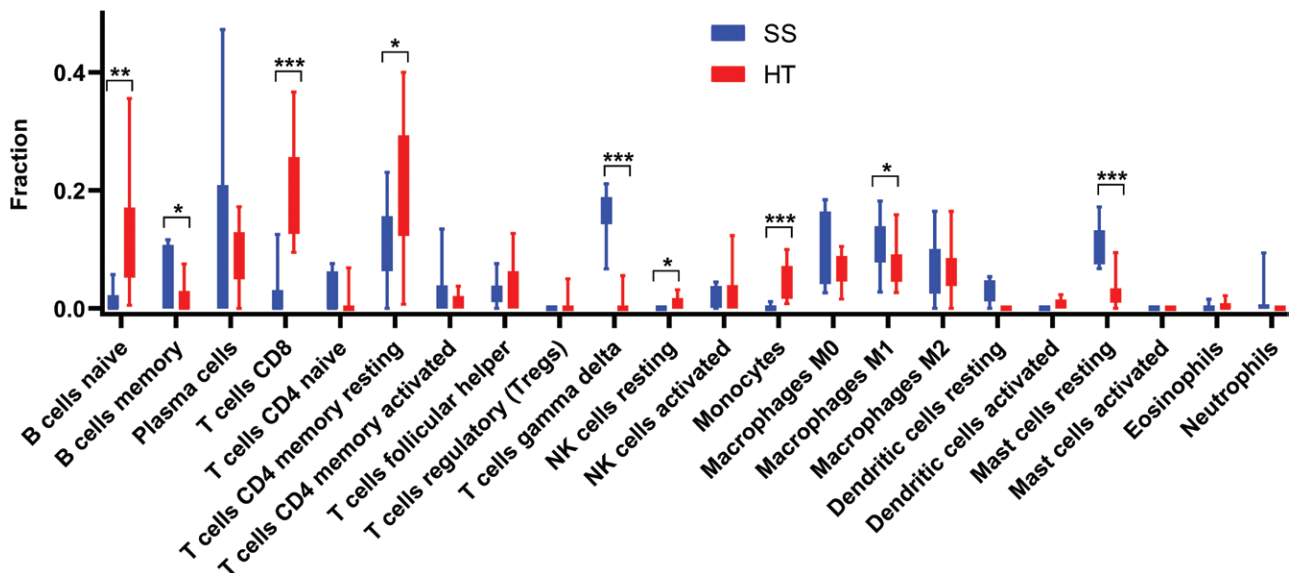 SS
HT
Fraction
0.4
0.2
0.0
**
*
***
*
***
*
***
*
***
B cells naive
B cells memory
Plasma cells
T cells CD8
T cells CD4 naive
T cells CD4 memory resting
T cells CD4 memory activated
T cells follicular helper
T cells regulatory (Tregs)
T cells gamma delta
NK cells resting
NK cells activated
Monocytes
Macrophages M0
Macrophages M1
Macrophages M2
Dendritic cells resting
Dendritic cells activated
Mast cells resting
Mast cells activated
Eosinophils
Neutrophils